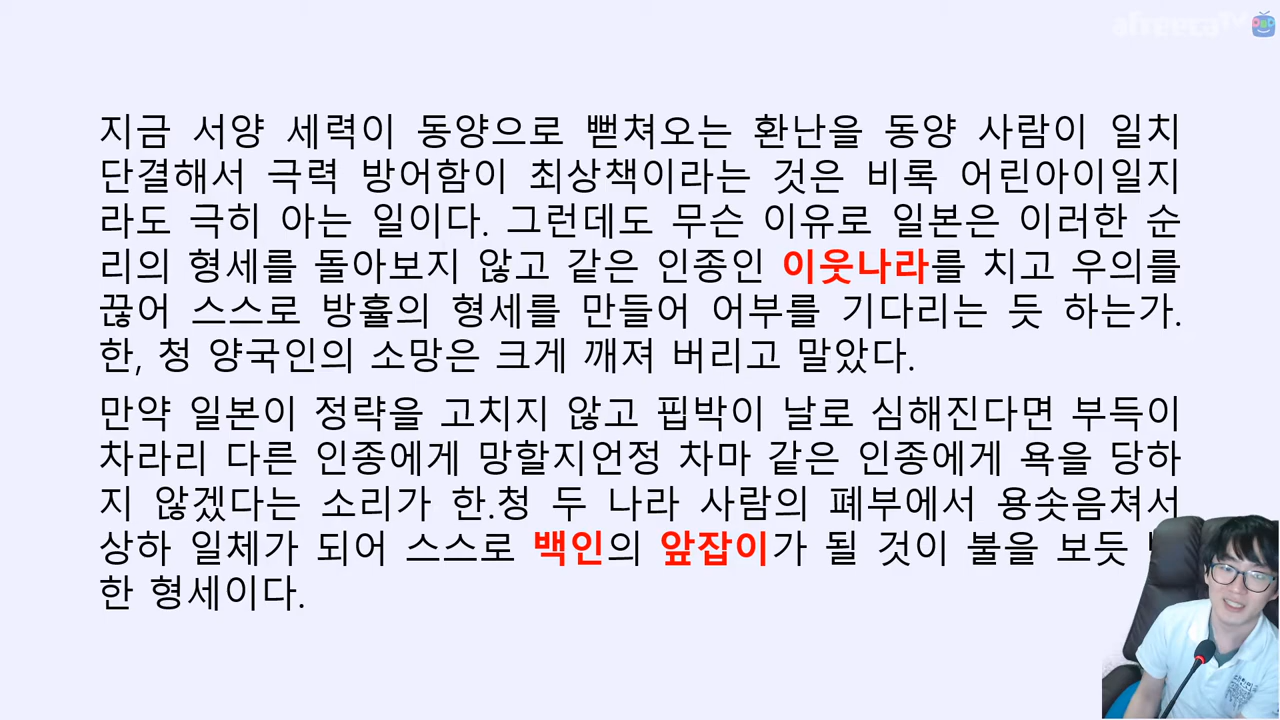 afreecaTV
지금 서양 세력이 동양으로 뻗쳐오는 환난을 동양 사람이 일치
단결해서 극력 방어함이 최상책이라는 것은 비록 어린아이일지
라도 극히 아는 일이다. 그런데도 무슨 이유로 일본은 이러한 순
리의 형세를 돌아보지 않고 같은 인종인 이웃나라를 치고 우의를
끊어 스스로 방휼의 형세를 만들어 어부를 기다리는 듯 하는가.
한, 청 양국인의 소망은 크게 깨져 버리고 말았다.
만약 일본이 정략을 고치지 않고 핍박이 날로 심해진다면 부득이
차라리 다른 인종에게 망할지언정 차마 같은 인종에게 욕을 당하
지 않겠다는 소리가 한.청 두 나라 사람의 폐부에서 용솟음쳐서
상하 일체가 되어 스스로 백인의 앞잡이가 될 것이 불을 보듯
한 형세이다.